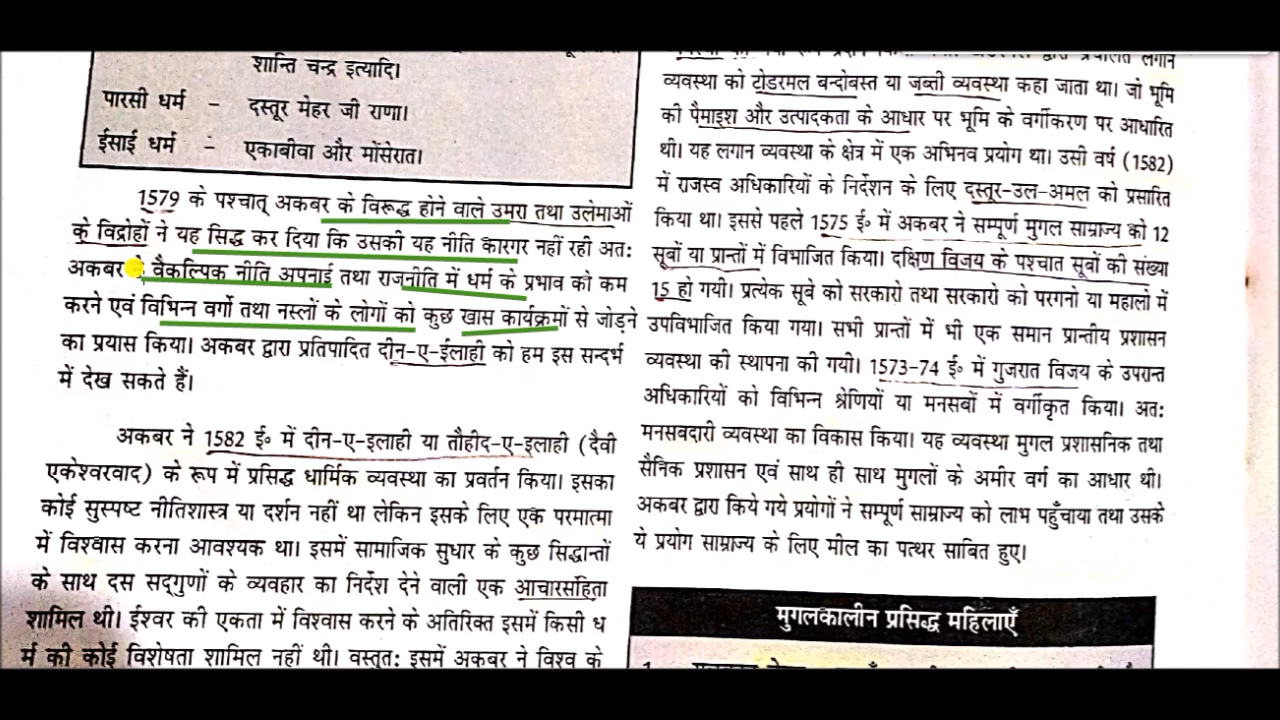 शान्ति चन्द्र इत्यादि।
पारसी धर्म - दस्तूर मेहर जी राणा।
ईसाई धर्म - एकावीवा और मोंसेरात।
1579 के पश्चात् अकबर के विरूद्ध होने वाले उमरा तथा उलेमाओं
के विद्रोहों ने यह सिद्ध कर दिया कि उसकी यह नीति कारगर नहीं रही अतः
अकबर ने वैकल्पिक नीति अपनाई तथा राजनीति में धर्म के प्रभाव को कम
करने एवं विभिन्न वर्गो तथा नस्लों के लोगों को कुछ खास कार्यक्रमों से जोड़ने
का प्रयास किया। अकबर द्वारा प्रतिपादित दीन-ए-ईलाही को हम इस सन्दर्भ
में देख सकते हैं।
अकबर ने 1582 ई॰ में दीन-ए-इलाही या तौहीद-ए-इलाही (दैवी
एकेश्वरवाद) के रूप में प्रसिद्ध धार्मिक व्यवस्था का प्रवर्तन किया। इसका
कोई सुस्पष्ट नीतिशास्त्र या दर्शन नहीं था लेकिन इसके लिए एक परमात्मा
में विश्वास करना आवश्यक था। इसमें सामाजिक सुधार के कुछ सिद्धान्तों
के साथ दस सद्‌गुणों के व्यवहार का निर्देश देने वाली एक आचारसंहिता
शामिल थी। ईश्वर की एकता में विश्वास करने के अतिरिक्त इसमें किसी ध
र्म की कोई विशेषता शामिल नहीं थी। वस्तुतः इसमें अकबर ने विश्व के
लगान
व्यवस्था को टोडरमल बन्दोबस्त या जब्ती व्यवस्था कहा जाता था। जो भूमि
की पैमाइश और उत्पादकता के आधार पर भूमि के वर्गीकरण पर आधारित
थी। यह लगान व्यवस्था के क्षेत्र में एक अभिनव प्रयोग था। उसी वर्ष (1582)
में राजस्व अधिकारियों के निर्देशन के लिए दस्तूर-उल-अमल को प्रसारित
किया था। इससे पहले 1575 ई॰ में अकबर ने सम्पूर्ण मुगल साम्राज्य को 12
सूबों या प्रान्तों में विभाजित किया। दक्षिण विजय के पश्चात सूबों की संख्या
15 हो गयी। प्रत्येक सूबे को सरकारो तथा सरकारो को परगनो या महालो में
उपविभाजित किया गया। सभी प्रान्तों में भी एक समान प्रान्तीय प्रशासन
व्यवस्था की स्थापना की गयी। 1573-74 ई॰ में गुजरात विजय के उपरान्त
अधिकारियों को विभिन्न श्रेणियों या मनसबों में वर्गीकृत किया। अतः
मनसवदारी व्यवस्था का विकास किया। यह व्यवस्था मुगल प्रशासनिक तथा
सैनिक प्रशासन एवं साथ ही साथ मुगलों के अमीर वर्ग का आधार थी।
अकबर द्वारा किये गये प्रयोगों ने सम्पूर्ण साम्राज्य को लाभ पहुँचाया तथा उसके
ये प्रयोग साम्राज्य के लिए मील का पत्थर साबित हुए।
मुगलकालीन प्रसिद्ध महिलाएँ